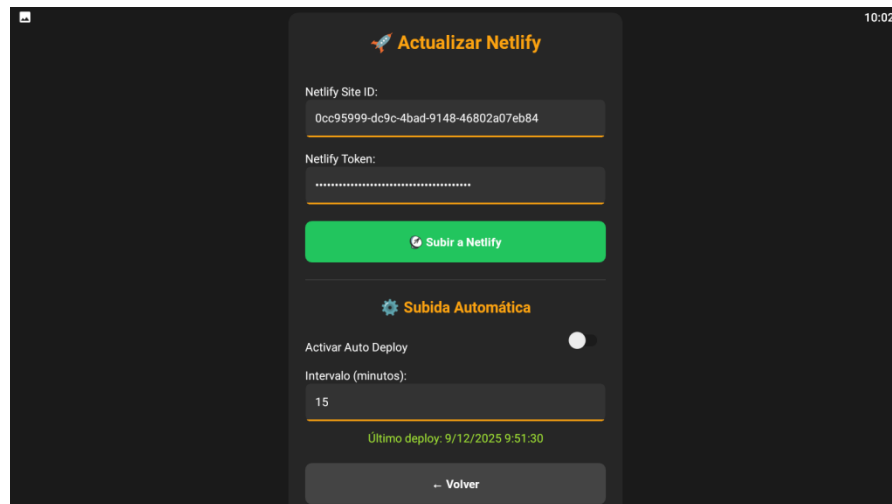 10:02
🚀 Actualizar Netlify
Netlify Site ID:
0cc95999-dc9c-4bad-9148-46802a07eb84
Netlify Token:
••••••••••••••••••••••••••••••••••••••••
Subir a Netlify
⚙️ Subida Automática
Activar Auto Deploy
Intervalo (minutos):
15
Último deploy: 9/12/2025 9:51:30
← Volver